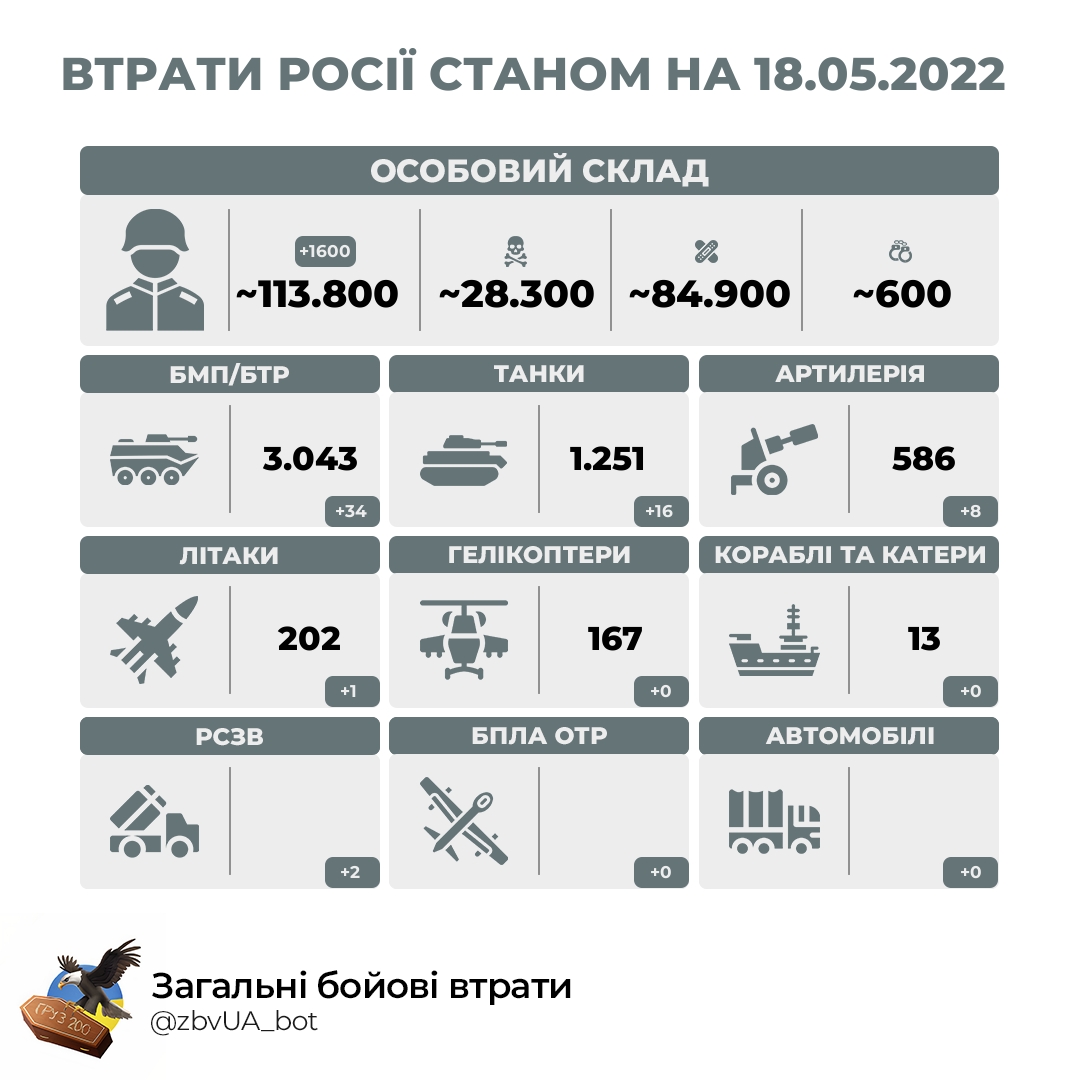 ВТРАТИ РОСІЇ СТАНОМ НА 18.05.2022
ОСОБОВИЙ СКЛАД
+1600
~113.800 ~28.300 ~84.900 ~600
БМП/БТР ТАНКИ АРТИЛЕРІЯ
3.043 1.251 586
+34 +16 +8
ЛІТАКИ ГЕЛІКОПТЕРИ КОРАБЛІ ТА КАТЕРИ
202 167 13
+1 +0 +0
РСЗВ БПЛА ОТР АВТОМОБІЛІ
+2 +0 +0
Загальні бойові втрати
@zbvUA_bot
ГРУЗ 200